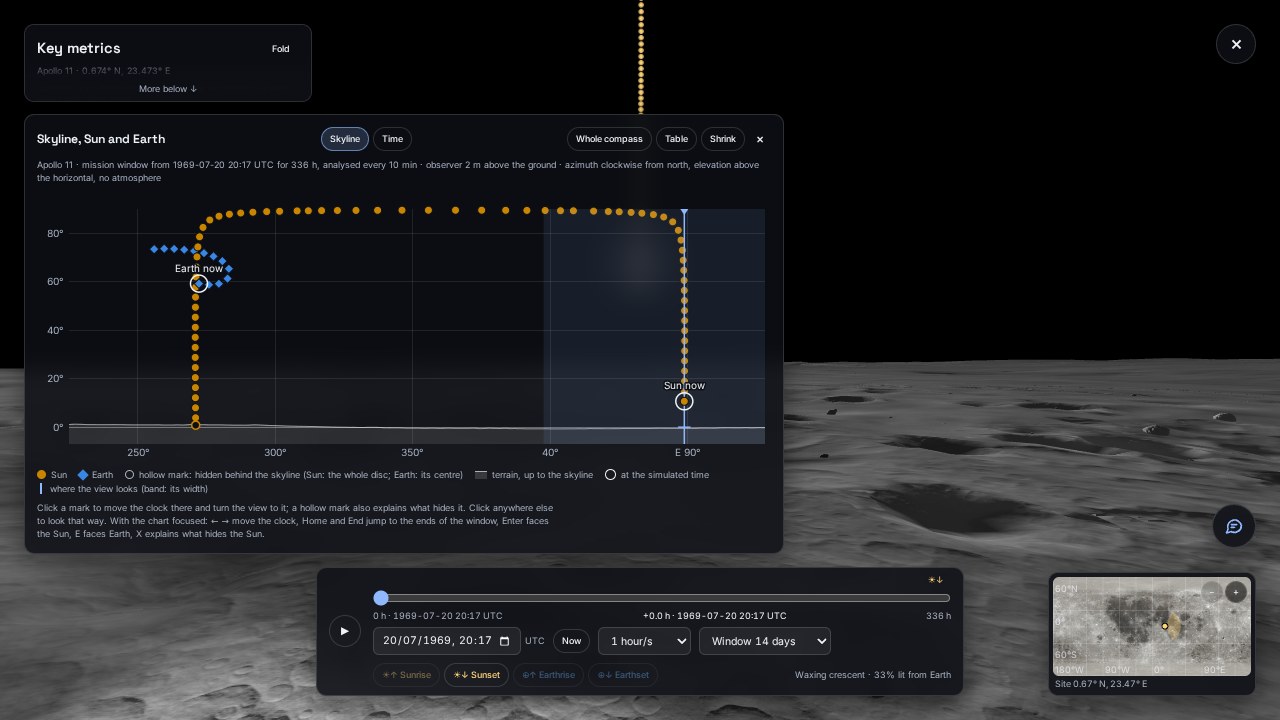 Key metrics
Fold
Apollo 11 · 0.674° N, 23.473° E
More below ↓
Skyline, Sun and Earth
Skyline
Time
Whole compass
Table
Shrink
×
Apollo 11 · mission window from 1969-07-20 20:17 UTC for 336 h, analysed every 10 min · observer 2 m above the ground · azimuth clockwise from north, elevation above
the horizontal, no atmosphere
80°
60°
40°
20°
0°
Earth now
Sun now
250°
300°
350°
40°
E 90°
Sun
Earth
hollow mark: hidden behind the skyline (Sun: the whole disc; Earth: its centre)
terrain, up to the skyline
at the simulated time
where the view looks (band: its width)
Click a mark to move the clock there and turn the view to it; a hollow mark also explains what hides it. Click anywhere else
to look that way. With the chart focused: ← → move the clock, Home and End jump to the ends of the window, Enter faces
the Sun, E faces Earth, X explains what hides the Sun.
☀↓
0 h · 1969-07-20 20:17 UTC
+0.0 h · 1969-07-20 20:17 UTC
336 h
20/07/1969, 20:17
UTC
Now
1 hour/s
Window 14 days
☀↑ Sunrise
☀↓ Sunset
⊕↑ Earthrise
⊕↓ Earthset
Waxing crescent · 33% lit from Earth
60°N
0°
60°S
180°W
90°W
0°
90°E
−
+
Site 0.67° N, 23.47° E